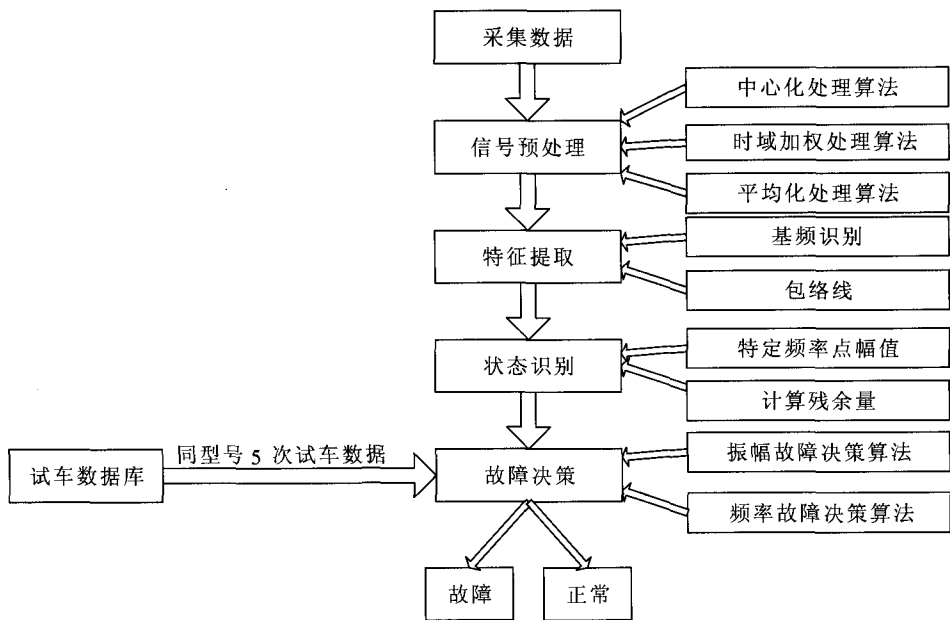 采集数据
中心化处理算法
信号预处理
时域加权处理算法
平均化处理算法
特征提取
基频识别
包络线
状态识别
特定频率点幅值
计算残余量
试车数据库
同型号 5 次试车数据
故障决策
振幅故障决策算法
频率故障决策算法
故障
正常